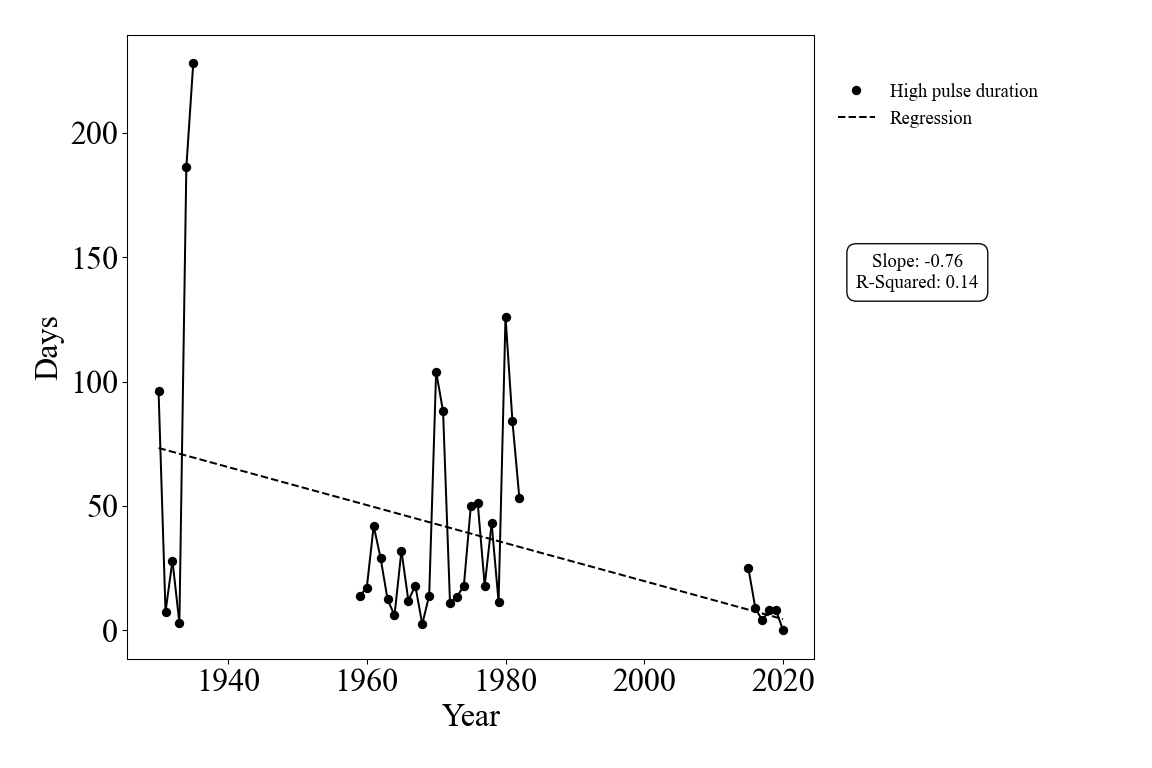 200
150
100
50
0
Days
1940
1960
1980
2000
2020
Year
High pulse duration
Regression
Slope: -0.76
R-Squared: 0.14